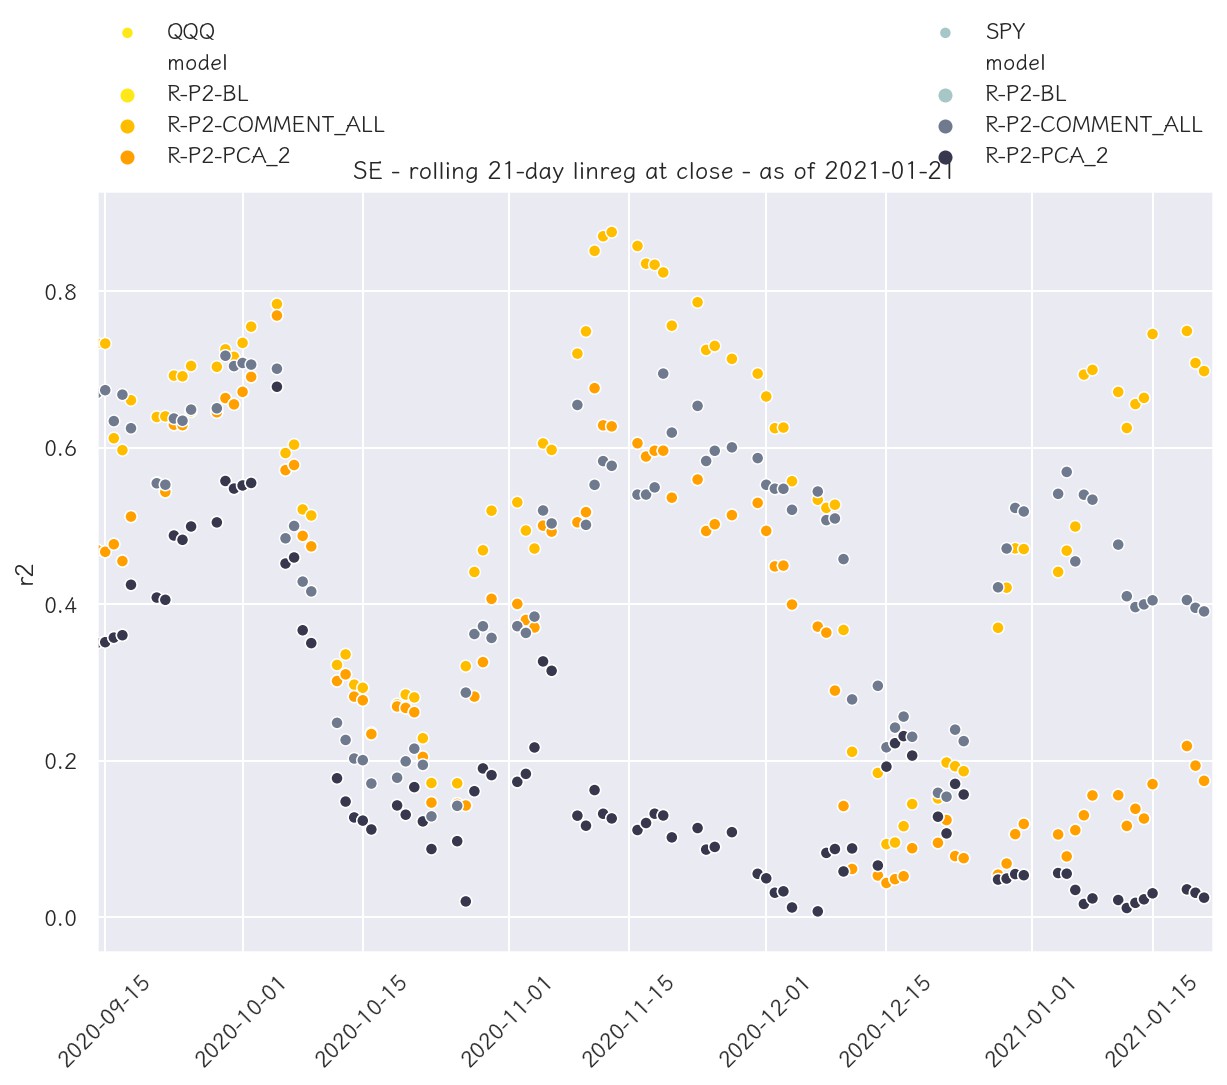 QQQ
model
R-P2-BL
R-P2-COMMENT_ALL
R-P2-PCA_2
SPY
model
R-P2-BL
R-P2-COMMENT_ALL
R-P2-PCA_2
SE - rolling 21-day linreg at close - as of 2021-01-21
r2
0.8
0.6
0.4
0.2
0.0
2020-09-15
2020-10-01
2020-10-15
2020-11-01
2020-11-15
2020-12-01
2020-12-15
2021-01-01
2021-01-15